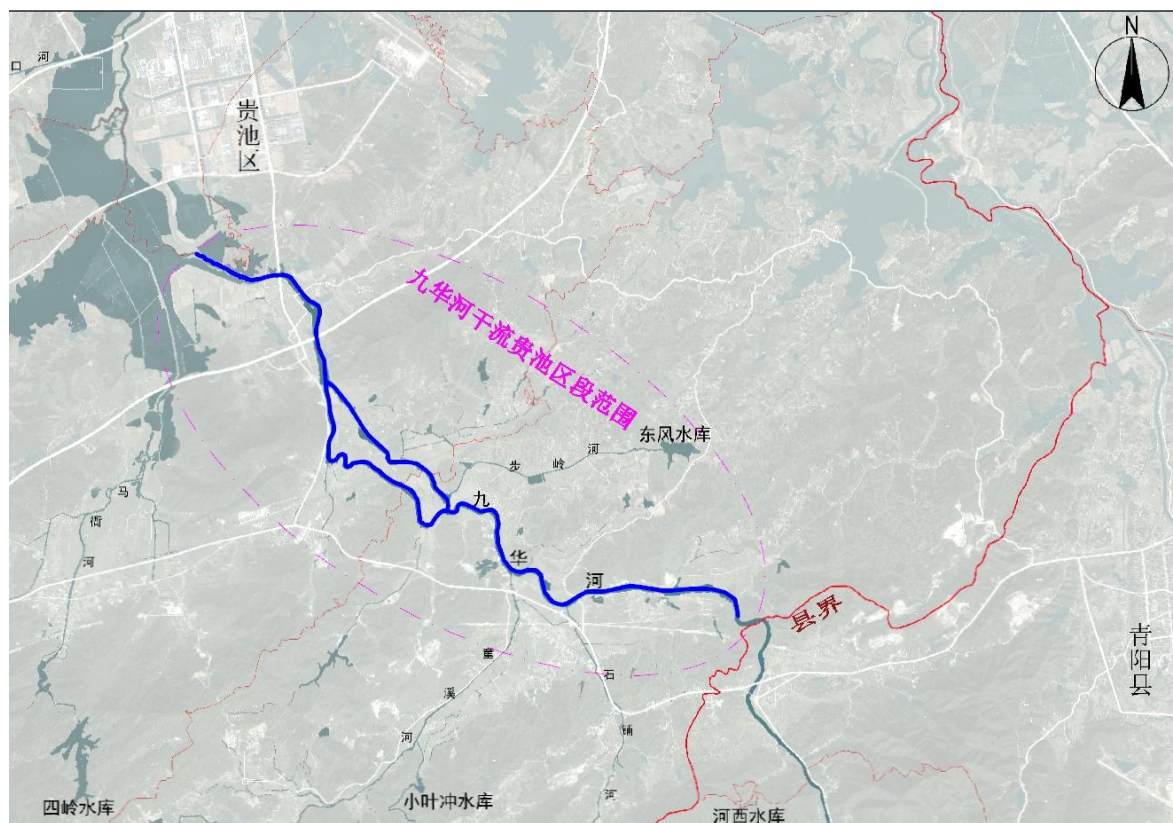 N
口河
贵池区
九华河干流贵池区段范围
东风水库
步岭河
马衙河
九华河
县界
青阳县
童溪河
石铺河
四岭水库
小叶冲水库
河西水库